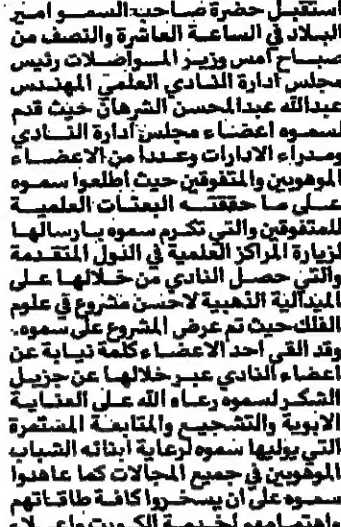 استقبل حضرة صاحب السمو امير
البلاد في الساعة العاشرة والنصف من
صباح امس وزير المواصلات رئيس
مجلس ادارة النادي العلمي المهندس
عبدالله عبدالمحسن الشرهان حيث قدم
لسموه اعضاء مجلس ادارة النادي
ومدراء الادارات وعددا من الاعضاء
الموهوبين والمتفوقين حيث اطلعوا سموه
على ما حققته البعثات العلمية
للمتفوقين والتي تكرم سموه بارسالها
لزيارة المراكز العلمية في الدول المتقدمة
والتي حصل النادي من خلالها على
الميدالية الذهبية لاحسن مشروع في علوم
الفلك حيث تم عرض المشروع على سموه.
وقد القى احد الاعضاء كلمة نيابة عن
اعضاء النادي عبر خلالها عن جزيل
الشكر لسموه رعاه الله على العناية
الابوية والتشجيع والمتابعة المستمرة
التي يوليها سموه لرعاية ابنائه الشباب
الموهوبين في جميع المجالات كما عاهدوا
سموه على ان يسخروا كافة طاقاتهم
لخدمة الكويت